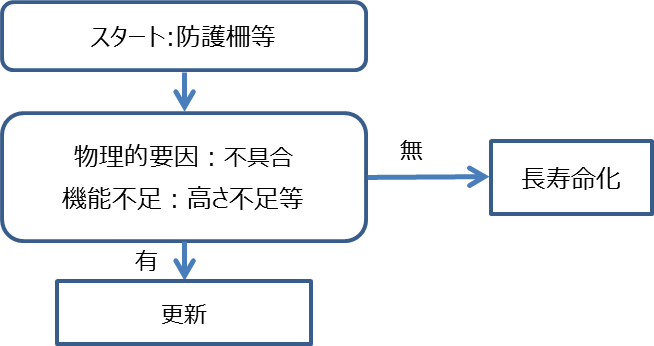 スタート:防護柵等
物理的要因：不具合
機能不足：高さ不足等
無
長寿命化
有
更新